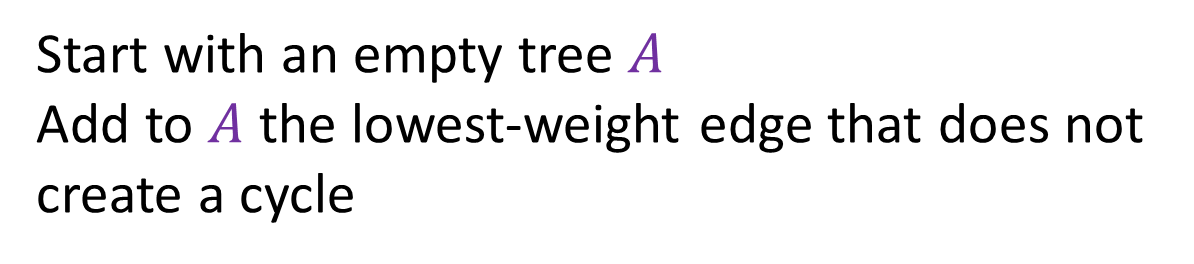 Start with an empty tree A
Add to A the lowest-weight edge that does not
create a cycle